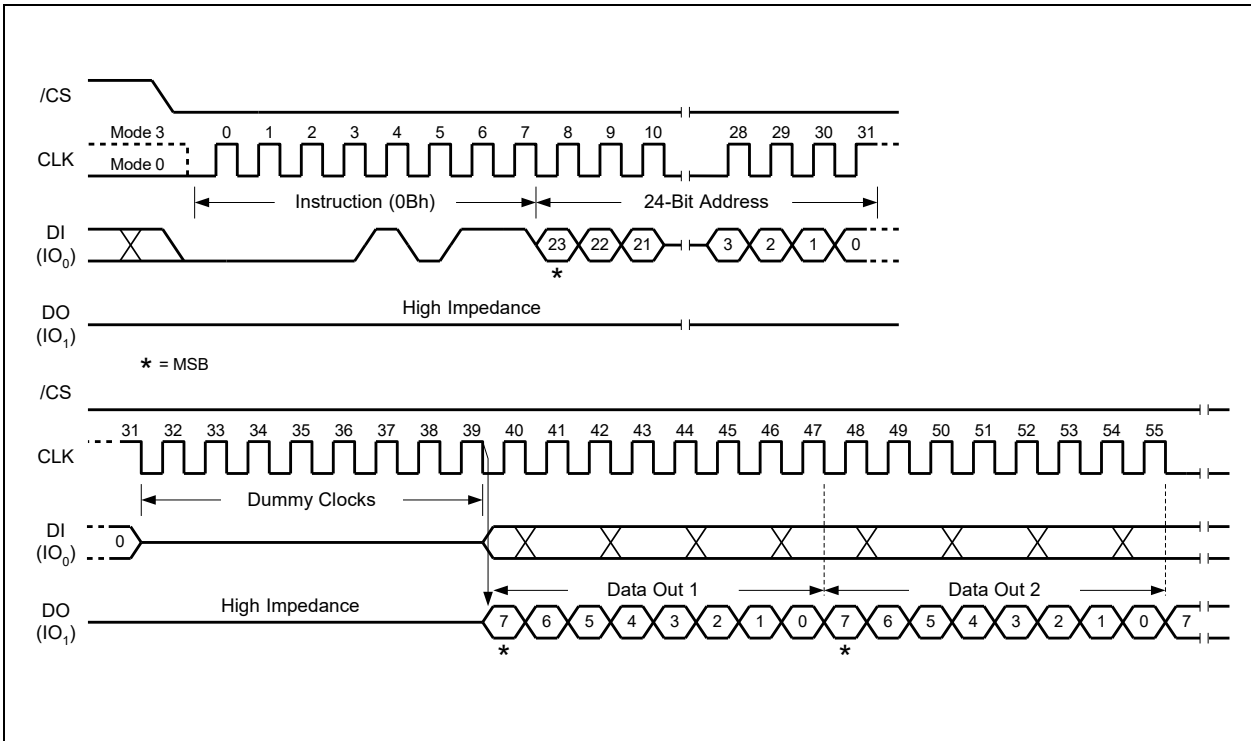 /CS
Mode 3 0 1 2 3 4 5 6 7 8 9 10 28 29 30 31
CLK
Mode 0
Instruction (0Bh) 24-Bit Address
DI
(IO0) 23 22 21 3 2 1 0
*
DO High Impedance
(IO1)
* = MSB
/CS
31 32 33 34 35 36 37 38 39 40 41 42 43 44 45 46 47 48 49 50 51 52 53 54 55
CLK
Dummy Clocks
DI
(IO0) 0
Data Out 1 Data Out 2
DO High Impedance
(IO1) 7 6 5 4 3 2 1 0 7 6 5 4 3 2 1 0 7
* *